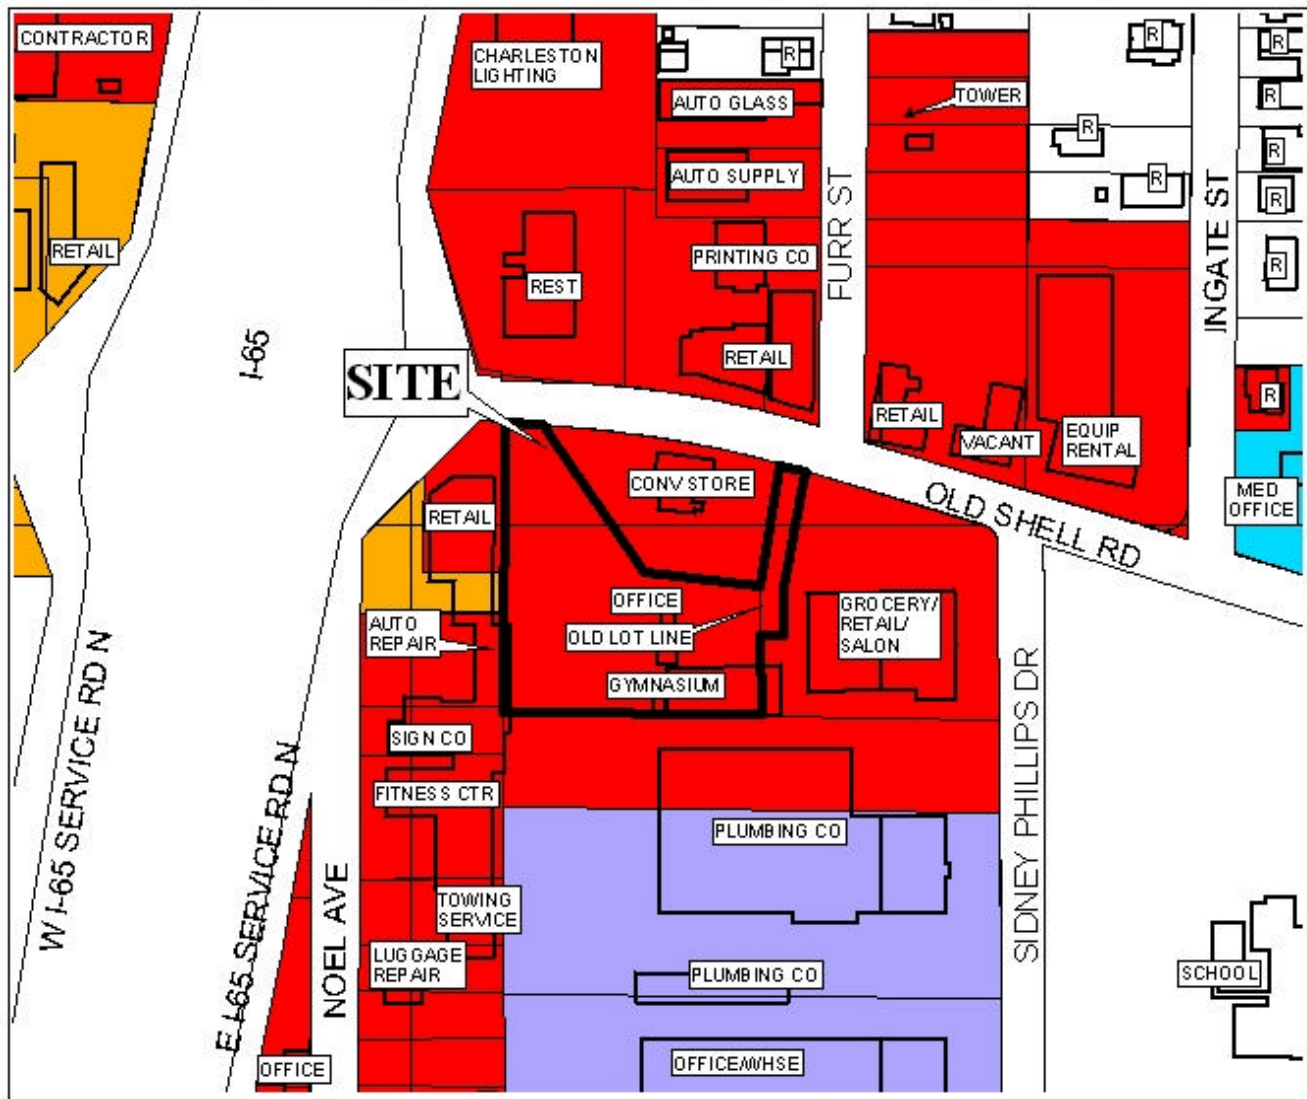 CONTRACTOR
CHARLESTON
LIGHTING
R
R
R
AUTO GLASS
TOWER
R
R
AUTO SUPPLY
R
R
R
FURR ST
INGATE ST
RETAIL
PRINTING CO
R
REST
I-65
RETAIL
SITE
R
RETAIL
VACANT
EQUIP
RENTAL
CONV STORE
MED
OFFICE
RETAIL
OLD SHELL RD
OFFICE
GROCERY/
RETAIL/
SALON
AUTO
REPAIR
OLD LOT LINE
GYMNASIUM
SIGN CO
W I-65 SERVICE RD N
E I-65 SERVICE RD N
SIDNEY PHILLIPS DR
FITNESS CTR
PLUMBING CO
NOEL AVE
TOWING
SERVICE
LUGGAGE
REPAIR
PLUMBING CO
SCHOOL
OFFICE
OFFICE/WHSE